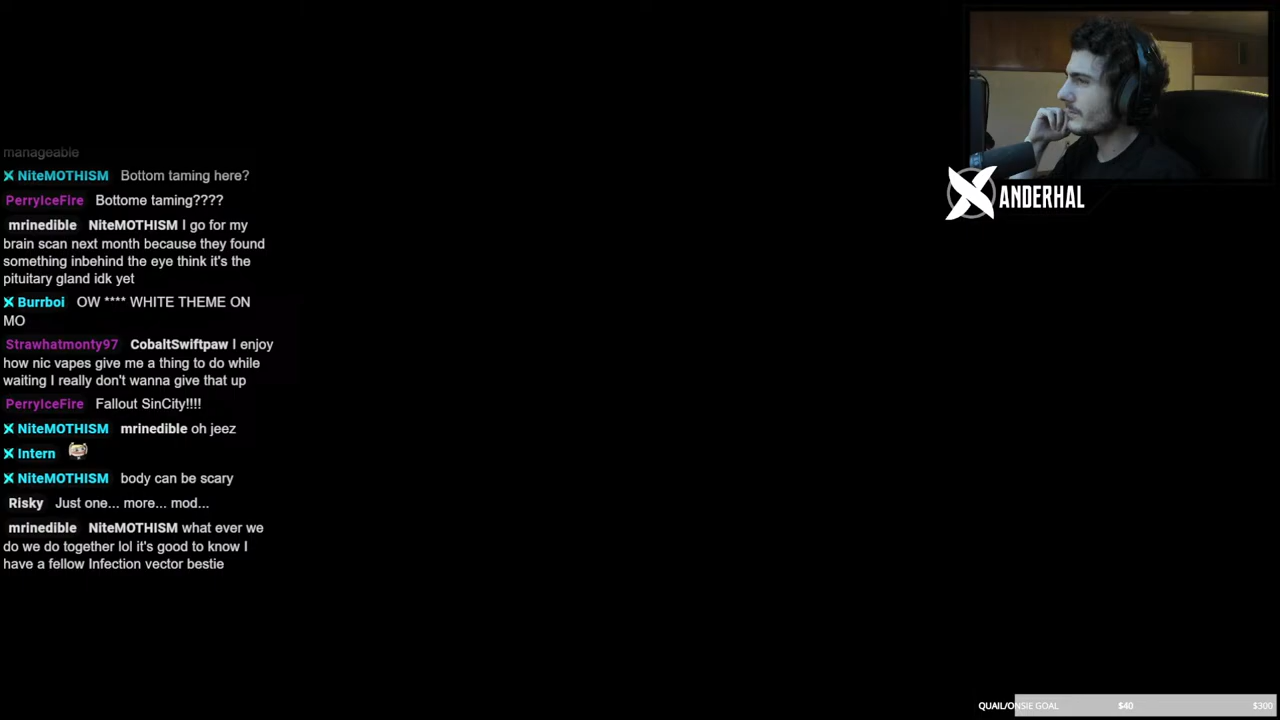 manageable
NiteMOTHISM Bottom taming here?
PerryIceFire Bottome taming????
mrinedible NiteMOTHISM I go for my
brain scan next month because they found
something inbehind the eye think it's the
pituitary gland idk yet
Burrboi OW **** WHITE THEME ON
MO
Strawhatmonty97 CobaltSwiftpaw I enjoy
how nic vapes give me a thing to do while
waiting I really don't wanna give that up
PerryIceFire Fallout SinCity!!!!
NiteMOTHISM mrinedible oh jeez
Intern
NiteMOTHISM body can be scary
Risky Just one... more... mod...
mrinedible NiteMOTHISM what ever we
do we do together lol it's good to know I
have a fellow Infection vector bestie
ANDERHAL
QUAIL/ONSIE GOAL $40 $300